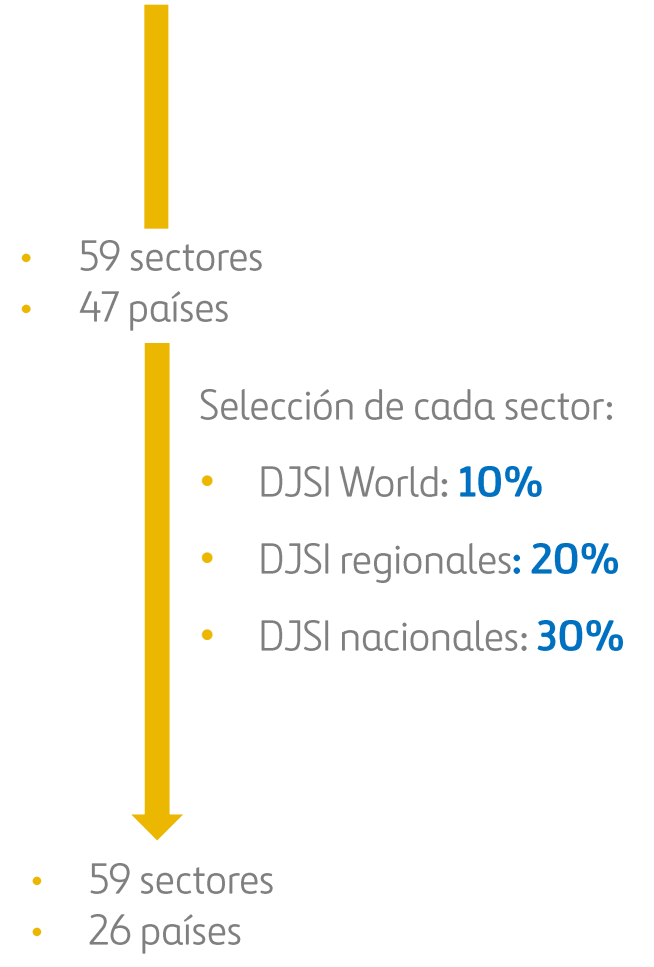 • 59 sectores
• 47 países
Selección de cada sector:
• DJSI World: 10%
• DJSI regionales: 20%
• DJSI nacionales: 30%
• 59 sectores
• 26 países